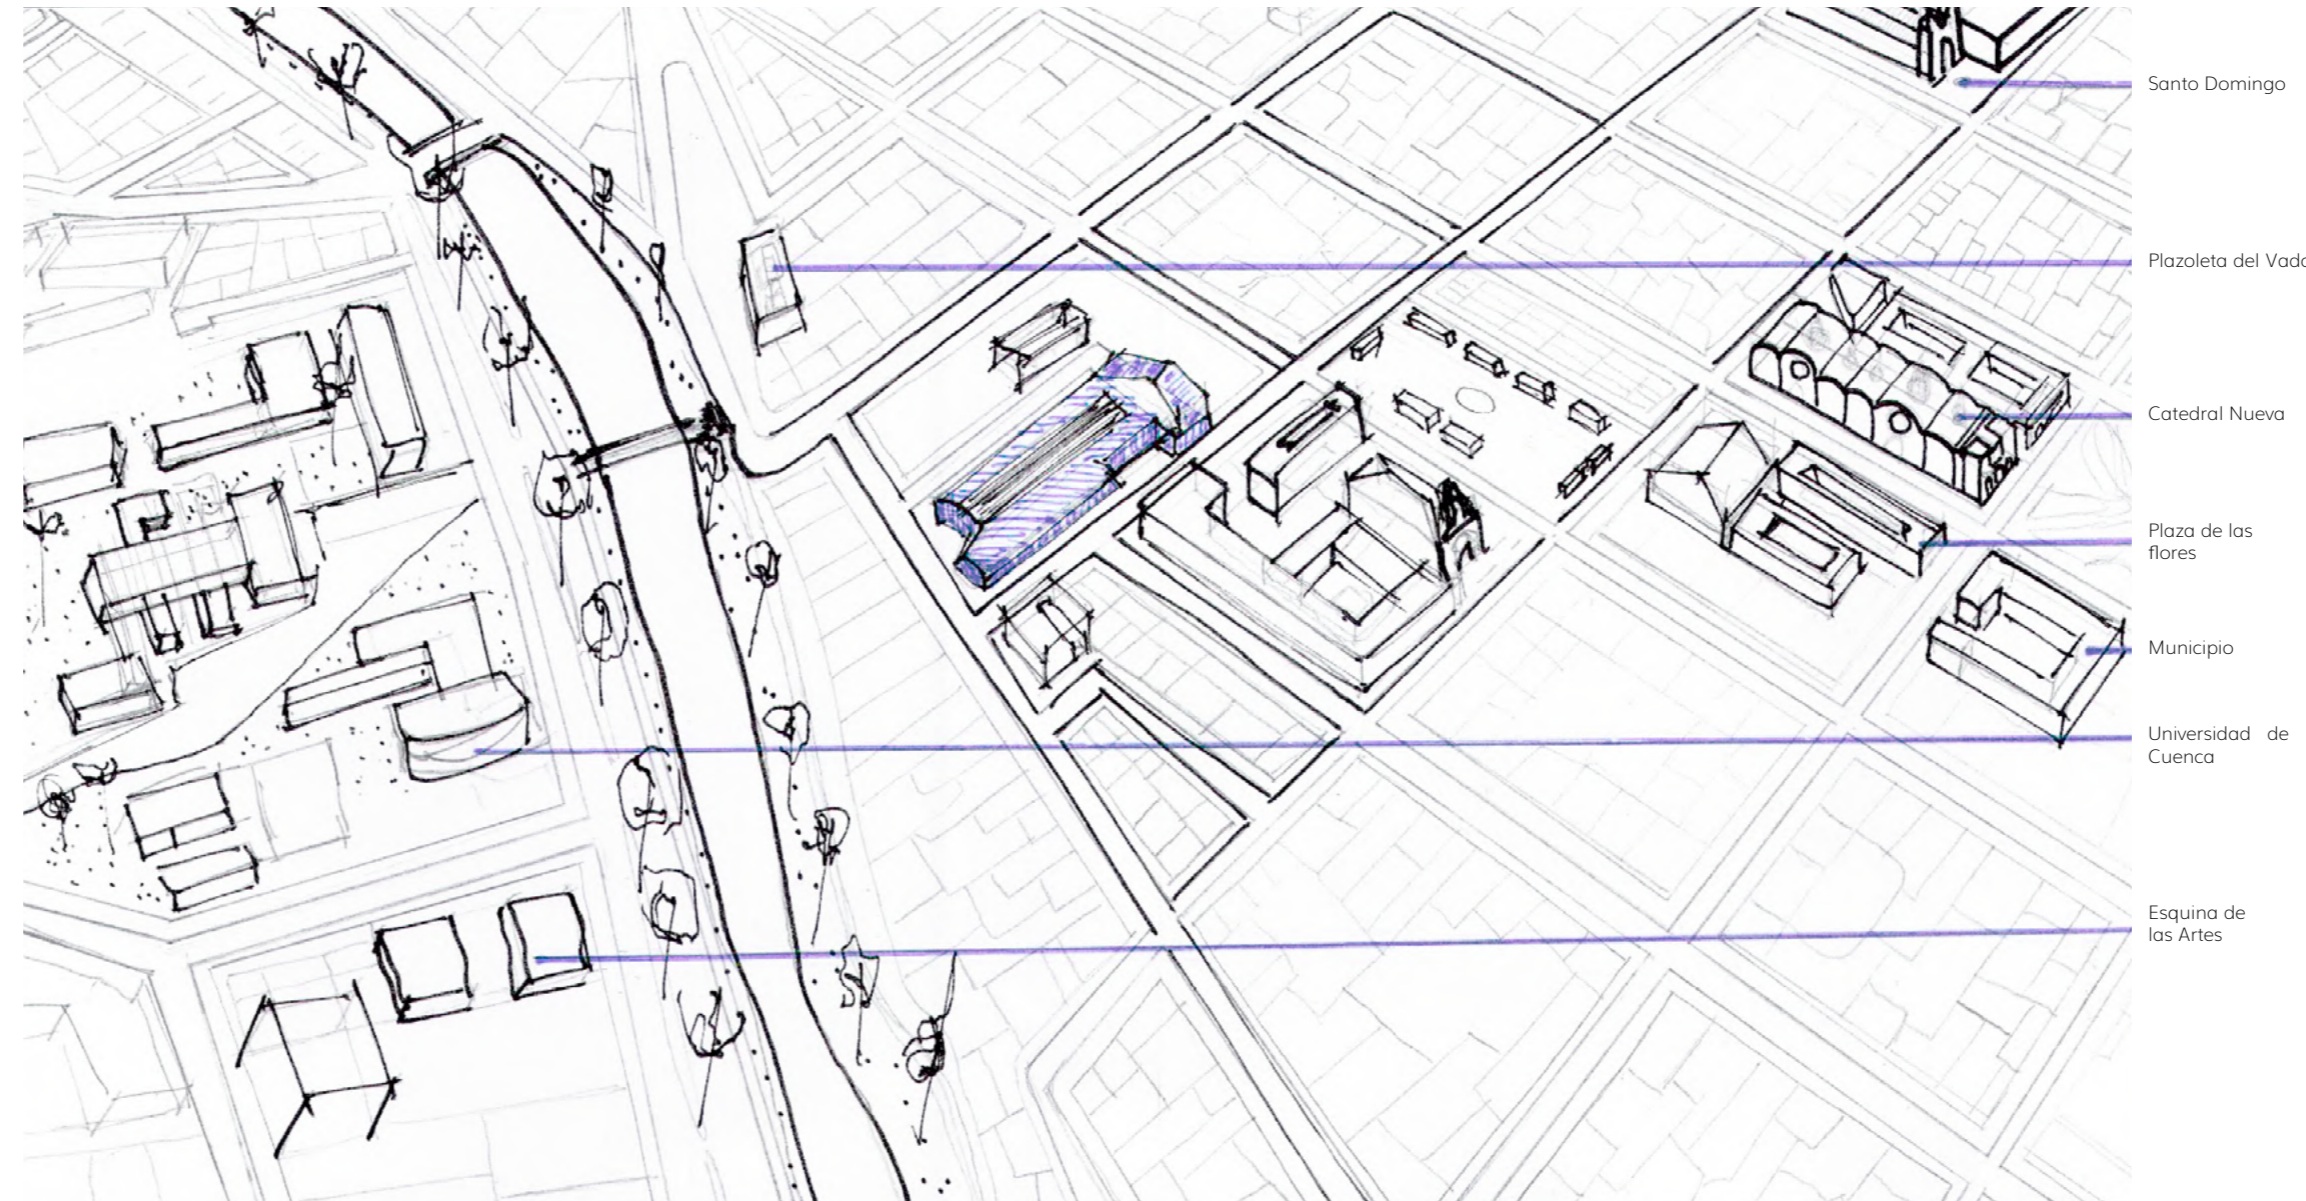 Santo Domingo
Plazoleta del Vado
Catedral Nueva
Plaza de las
flores
Municipio
Universidad de
Cuenca
Esquina de
las Artes